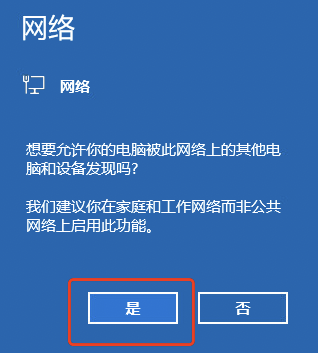 网络
网络
想要允许你的电脑被此网络上的其他电
脑和设备发现吗?
我们建议你在家庭和工作网络而非公共
网络上启用此功能。
是
否